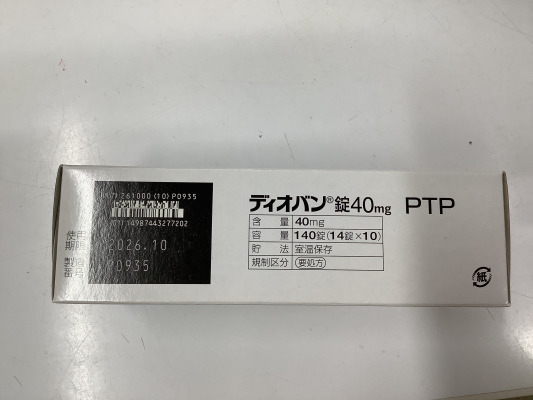 (17) 261000 (10) P0935
(01) 14987443277202
使用
期限 2026.10
製造
番号 P0935
ディオバン®錠40mg PTP
含 量 40mg
容 量 140錠(14錠×10)
貯 法 室温保存
規制区分 要処方
紙